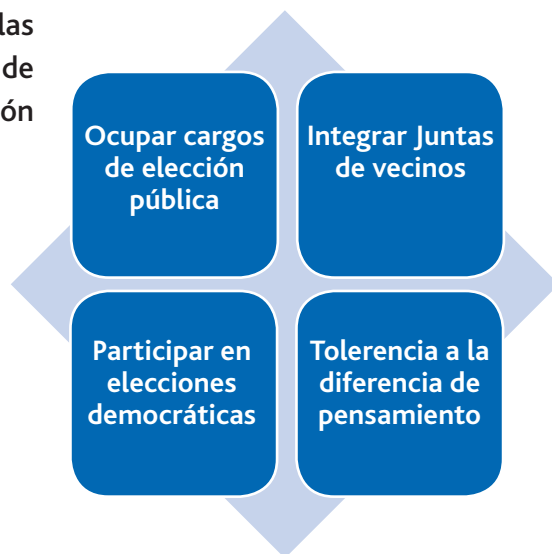 las
de
ón
Ocupar cargos
de elección
pública
Integrar Juntas
de vecinos
Participar en
elecciones
democráticas
Tolerencia a la
diferencia de
pensamiento